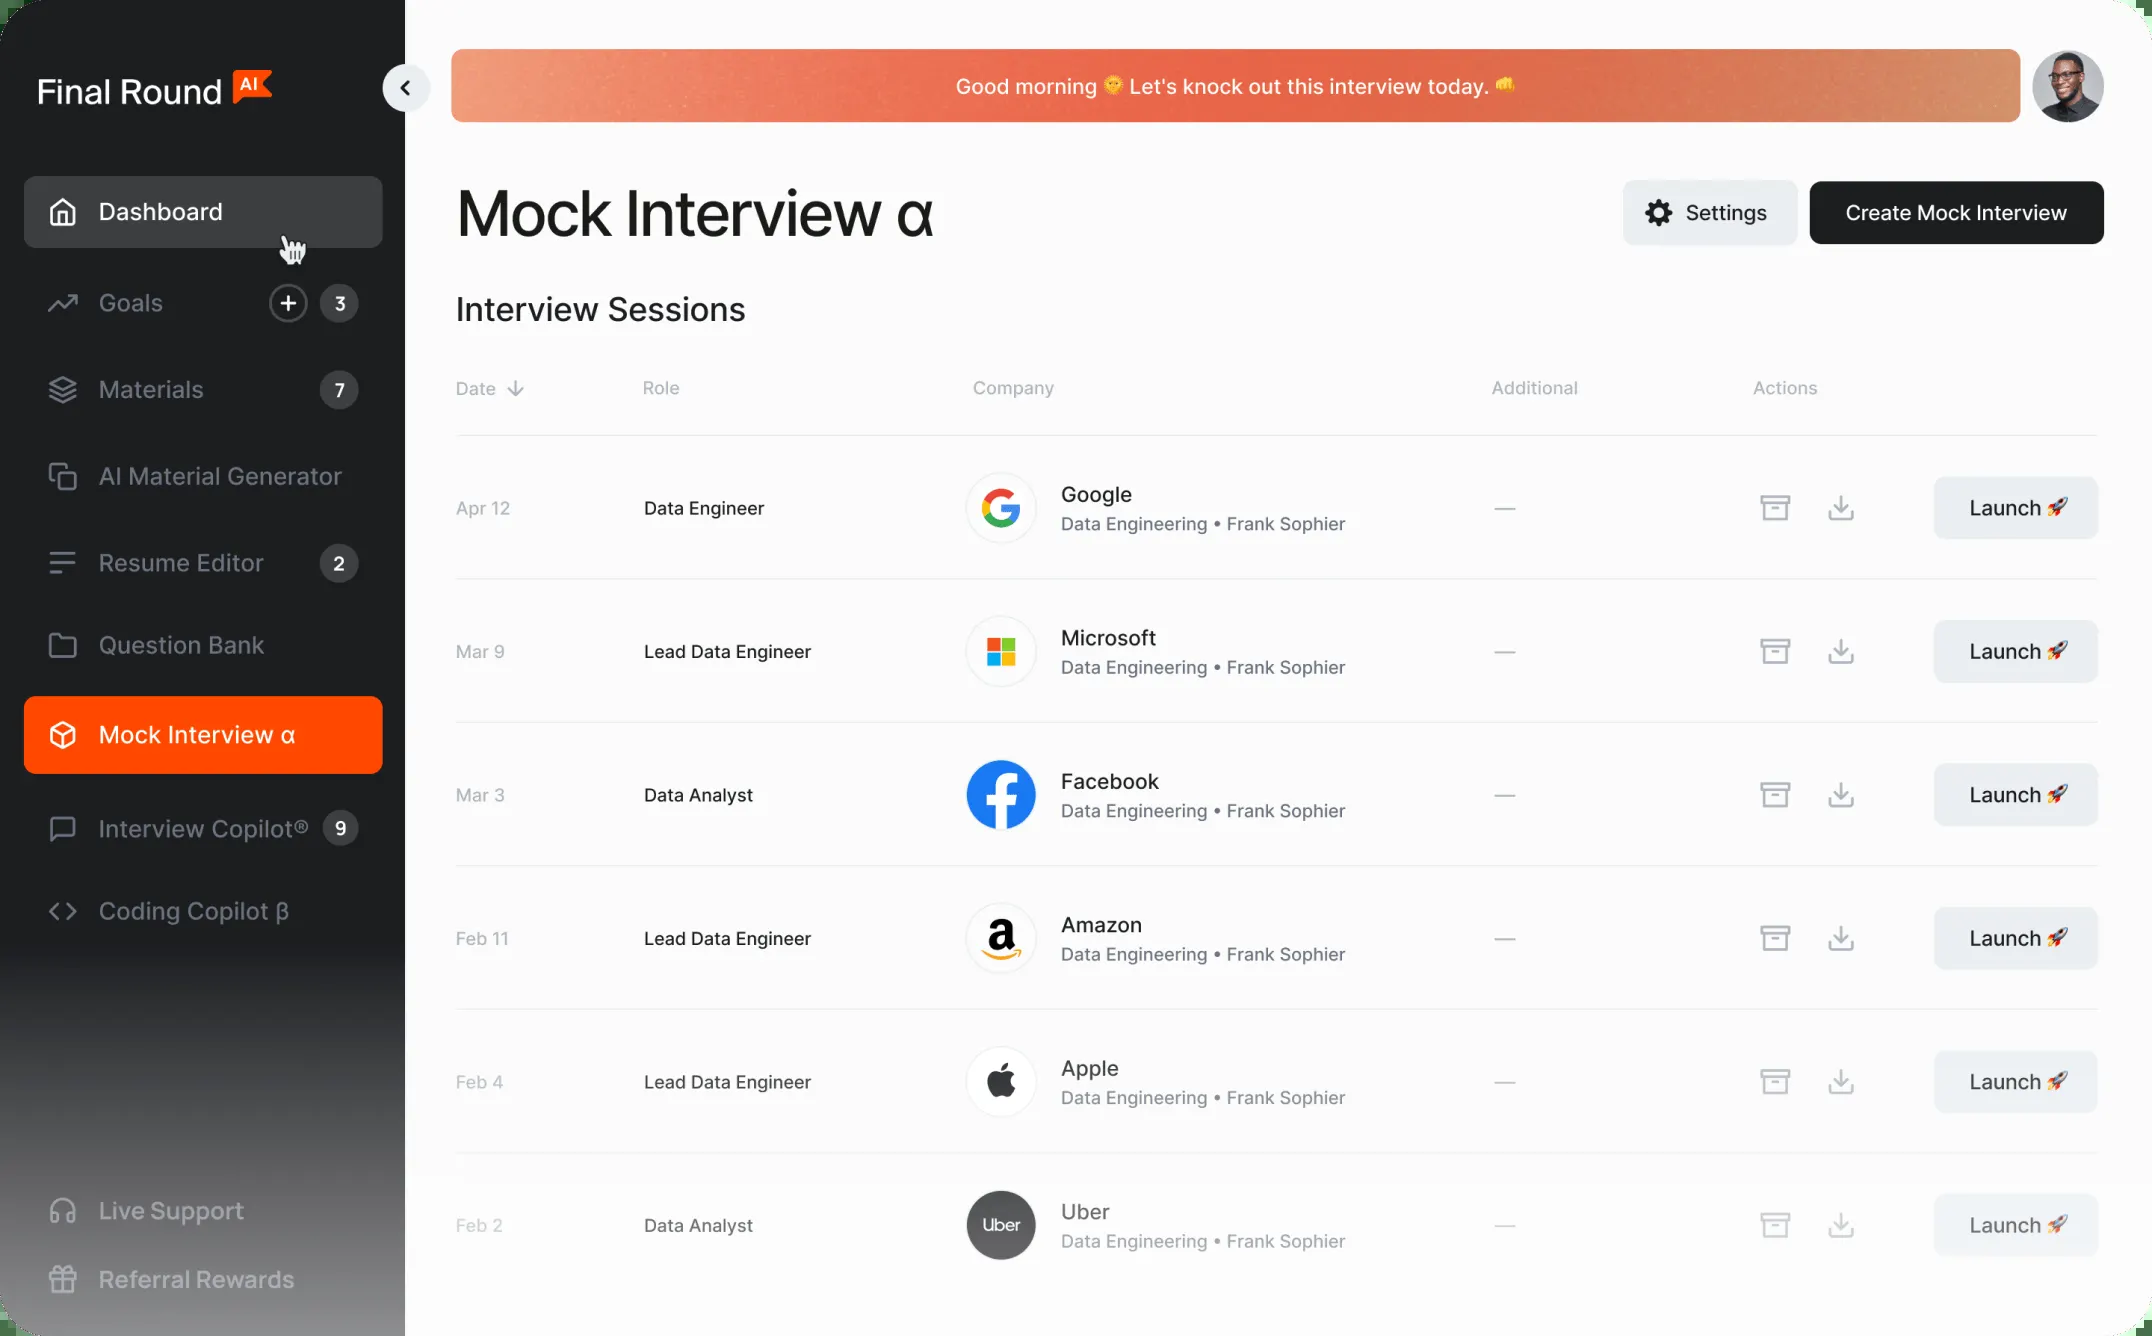 Final Round AI
Good morning 🌞 Let's knock out this interview today. 👊
Dashboard
Goals 3
Materials 7
AI Material Generator
Resume Editor 2
Question Bank
Mock Interview α
Interview Copilot® 9
Coding Copilot β
Live Support
Referral Rewards
Mock Interview α
Settings
Create Mock Interview
Interview Sessions
Date Role Company Additional Actions
Apr 12 Data Engineer Google — Launch 🚀
Data Engineering • Frank Sophier
Mar 9 Lead Data Engineer Microsoft — Launch 🚀
Data Engineering • Frank Sophier
Mar 3 Data Analyst Facebook — Launch 🚀
Data Engineering • Frank Sophier
Feb 11 Lead Data Engineer Amazon — Launch 🚀
Data Engineering • Frank Sophier
Feb 4 Lead Data Engineer Apple — Launch 🚀
Data Engineering • Frank Sophier
Feb 2 Data Analyst Uber Uber — Launch 🚀
Data Engineering • Frank Sophier